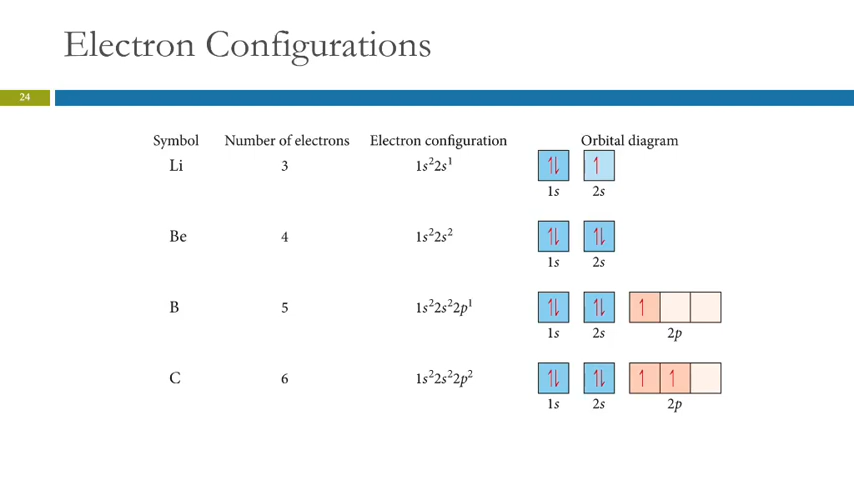 Electron Configurations
24
Symbol Number of electrons Electron configuration Orbital diagram
Li 3 1s²2s¹ ↿⇂ ↿
1s 2s
Be 4 1s²2s² ↿⇂ ↿⇂
1s 2s
B 5 1s²2s²2p¹ ↿⇂ ↿⇂ ↿
1s 2s 2p
C 6 1s²2s²2p² ↿⇂ ↿⇂ ↿ ↿
1s 2s 2p